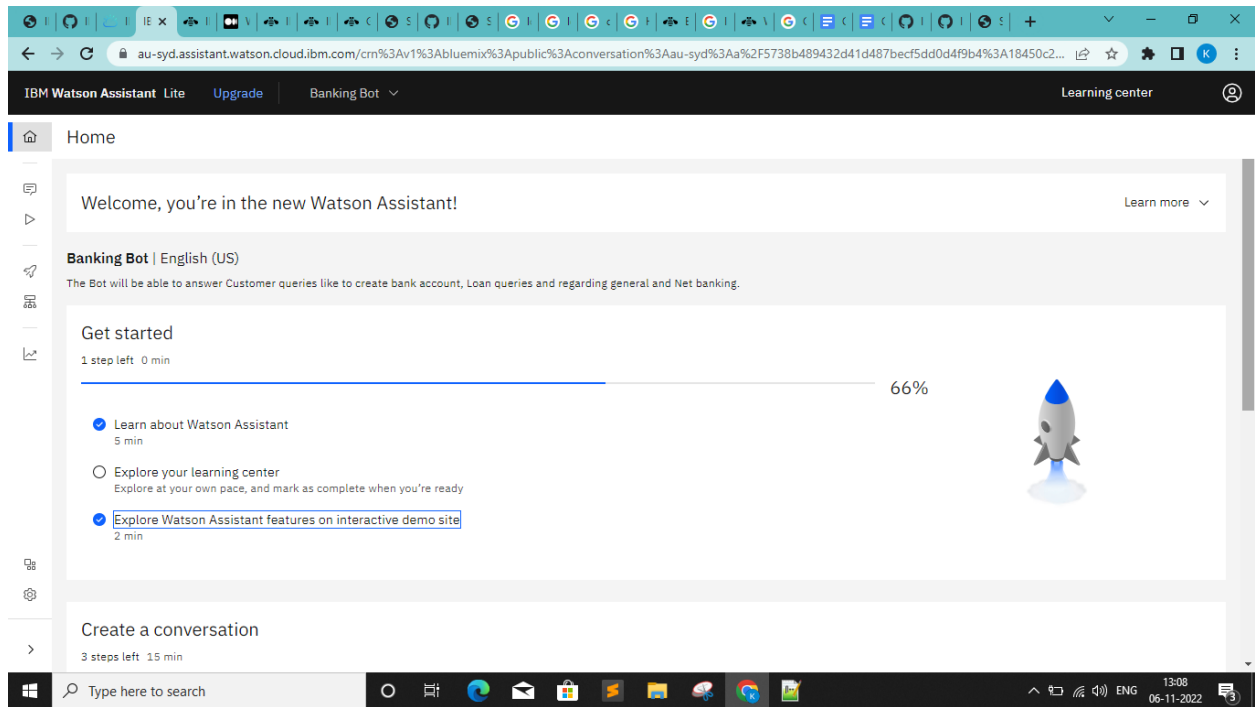 IE
au-syd.assistant.watson.cloud.ibm.com/crn%3Av1%3Abluemix%3Apublic%3Aconversation%3Aau-syd%3Aa%2F5738b489432d41d487becf5dd0d4f9b4%3A18450c2...
K
IBM Watson Assistant Lite Upgrade Banking Bot Learning center
Home
Welcome, you're in the new Watson Assistant! Learn more
Banking Bot | English (US)
The Bot will be able to answer Customer queries like to create bank account, Loan queries and regarding general and Net banking.
Get started
1 step left 0 min
66%
Learn about Watson Assistant
5 min
Explore your learning center
Explore at your own pace, and mark as complete when you're ready
Explore Watson Assistant features on interactive demo site
2 min
Create a conversation
3 steps left 15 min
Type here to search
ENG
13:08
06-11-2022
3